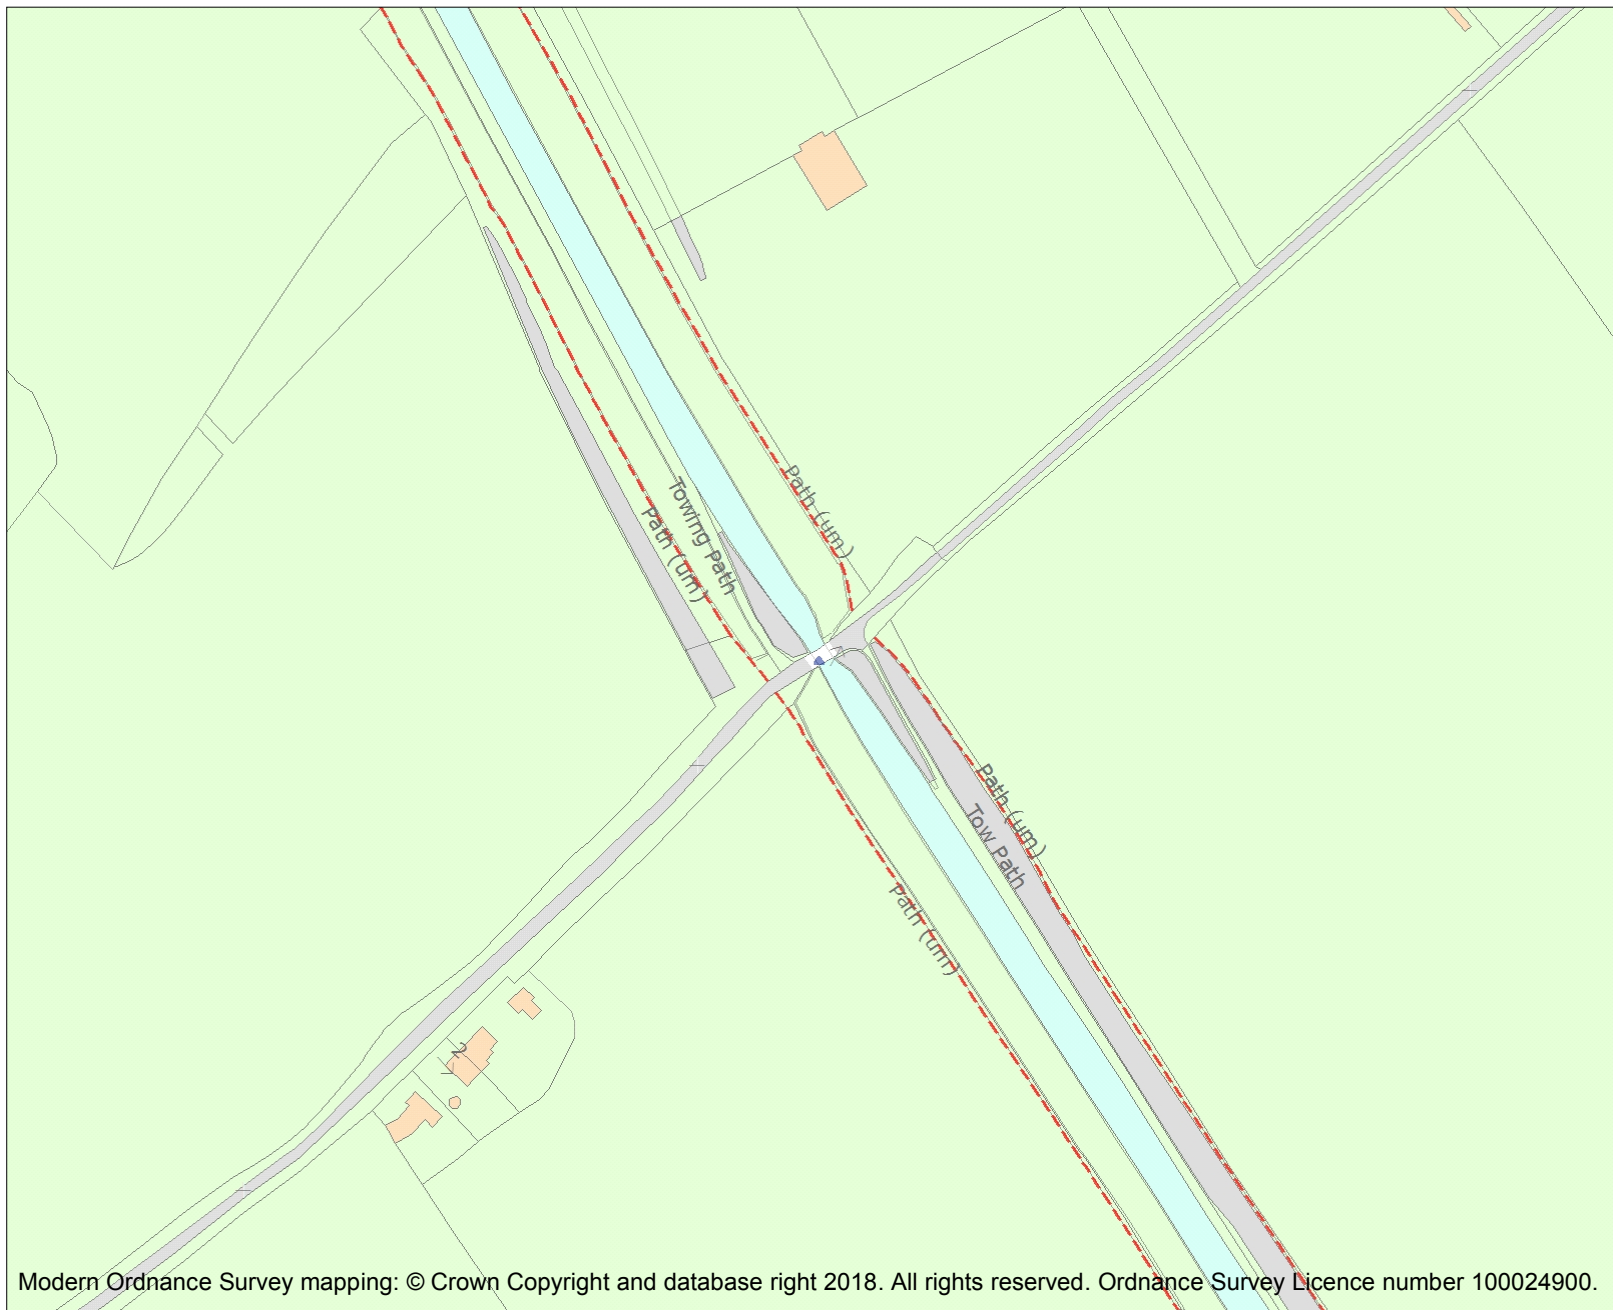 Path (um)
Towing Path
Path (um)
Path (um)
Tow Path
Path (um)
2
1
Modern Ordnance Survey mapping: © Crown Copyright and database right 2018. All rights reserved. Ordnance Survey Licence number 100024900.